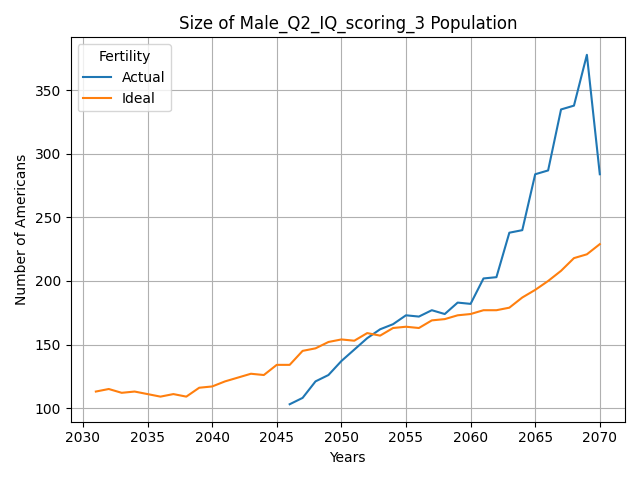 Size of Male_Q2_IQ_scoring_3 Population
Fertility
Actual
Ideal
Number of Americans
350
300
250
200
150
100
2030 2035 2040 2045 2050 2055 2060 2065 2070
Years